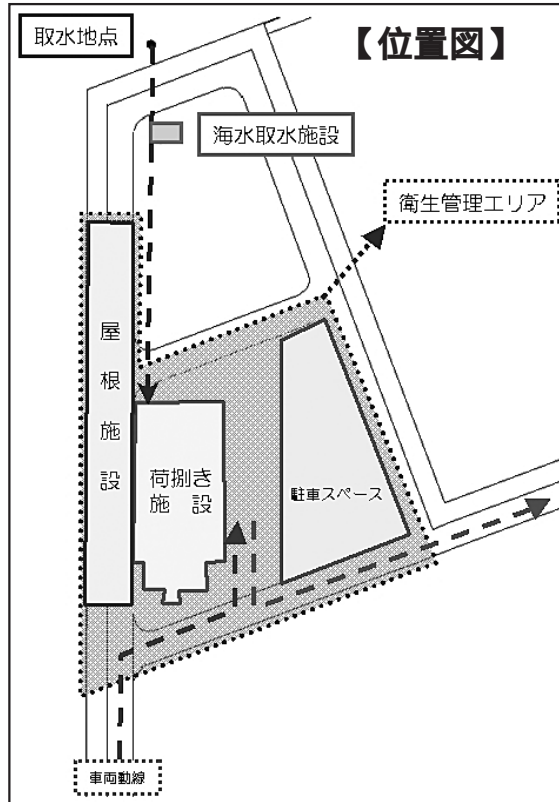 取水地点
【位置図】
海水取水施設
衛生管理エリア
屋根施設
荷捌き
施設
駐車スペース
車両動線